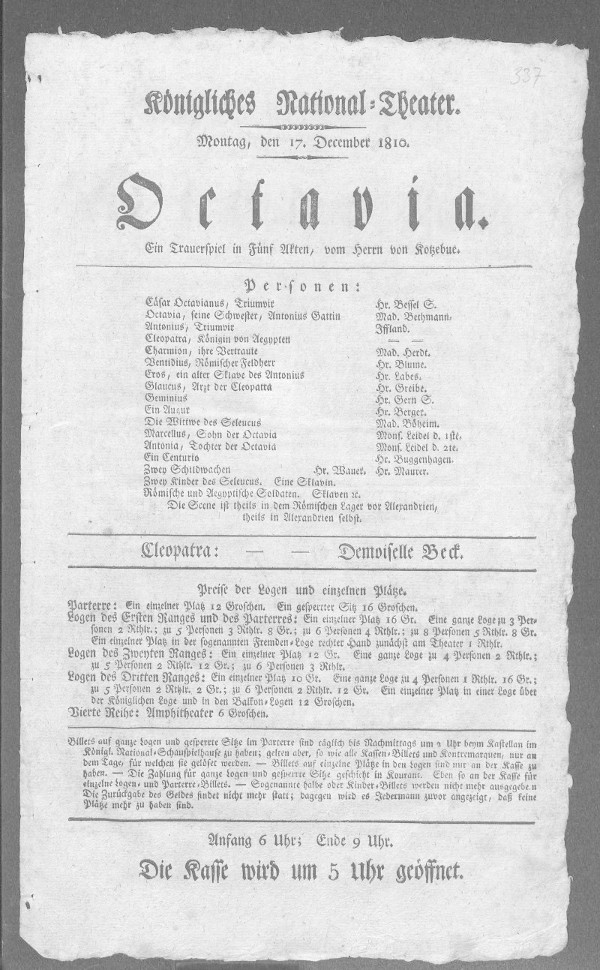 337
Königliches National-Theater.
Montag, den 17. December 1810.
Octavia.
Ein Trauerspiel in Fünf Akten, vom Herrn von Kotzebue.
Personen:
Cäsar Octavianus, Triumvir Hr. Bessel S.
Octavia, seine Schwester, Antonius Gattin Mad. Bethmann.
Antonius, Triumvir Iffland.
Cleopatra, Königin von Aegypten — —
Charmion, ihre Vertraute Mad. Herdt.
Ventidius, Römischer Feldherr Hr. Blume.
Eros, ein alter Sklave des Antonius Hr. Labes.
Glaucus, Arzt der Cleopatra Hr. Greibe.
Geminius Hr. Gern S.
Ein Augur Hr. Berger.
Die Wittwe des Seleucus Mad. Böheim.
Marcellus, Sohn der Octavia Mons. Leidel d. 1ste.
Antonia, Tochter der Octavia Mons. Leidel d. 2te.
Ein Centurio Hr. Buggenhagen.
Zwey Schildwachen Hr. Wauer. Hr. Maurer.
Zwey Kinder des Seleucus. Eine Sklavin.
Römische und Aegyptische Soldaten. Sklaven ꝛc.
Die Scene ist theils in dem Römischen Lager vor Alexandrien,
theils in Alexandrien selbst.
Cleopatra: — — Demoiselle Beck.
Preise der Logen und einzelnen Plätze.
Parterre: Ein einzelner Platz 12 Groschen. Ein gesperrter Sitz 16 Groschen.
Logen des Ersten Ranges und des Parterres: Ein einzelner Platz 16 Gr. Eine ganze Loge zu 3 Per-
sonen 2 Rthlr.; zu 5 Personen 3 Rthlr. 8 Gr.; zu 6 Personen 4 Rthlr.; zu 8 Personen 5 Rthlr. 8 Gr.
Ein einzelner Platz in der sogenannten Fremden-Loge rechter Hand zunächst am Theater 1 Rthlr.
Logen des Zweyten Ranges: Ein einzelner Platz 12 Gr. Eine ganze Loge zu 4 Personen 2 Rthlr.;
zu 5 Personen 2 Rthlr. 12 Gr.; zu 6 Personen 3 Rthlr.
Logen des Dritten Ranges: Ein einzelner Platz 10 Gr. Eine ganze Loge zu 4 Personen 1 Rthlr. 16 Gr.;
zu 5 Personen 2 Rthlr. 2 Gr.; zu 6 Personen 2 Rthlr. 12 Gr. Ein einzelner Platz in einer Loge über
der Königlichen Loge und in den Balkon-Logen 12 Groschen.
Vierte Reihe: Amphitheater 6 Groschen.
Billets auf ganze Logen und gesperrte Sitze im Parterre sind täglich bis Nachmittags um 2 Uhr beym Kastellan im
Königl. National-Schauspielhause zu haben; gelten aber, so wie alle Kassen-Billets und Kontremarquen, nur an
dem Tage, für welchen sie gelöset werden. — Billets auf einzelne Plätze in den Logen sind nur an der Kasse zu
haben. — Die Zahlung für ganze Logen und gesperrte Sitze geschieht in Kourant. Eben so an der Kasse für
einzelne Logen- und Parterre-Billets. — Sogenannte halbe oder Kinder-Billets werden nicht mehr ausgegeben
Die Zurückgabe des Geldes findet nicht mehr statt; dagegen wird es Jedermann zuvor angezeigt, daß keine
Plätze mehr zu haben sind.
Anfang 6 Uhr; Ende 9 Uhr.
Die Kasse wird um 5 Uhr geöffnet.